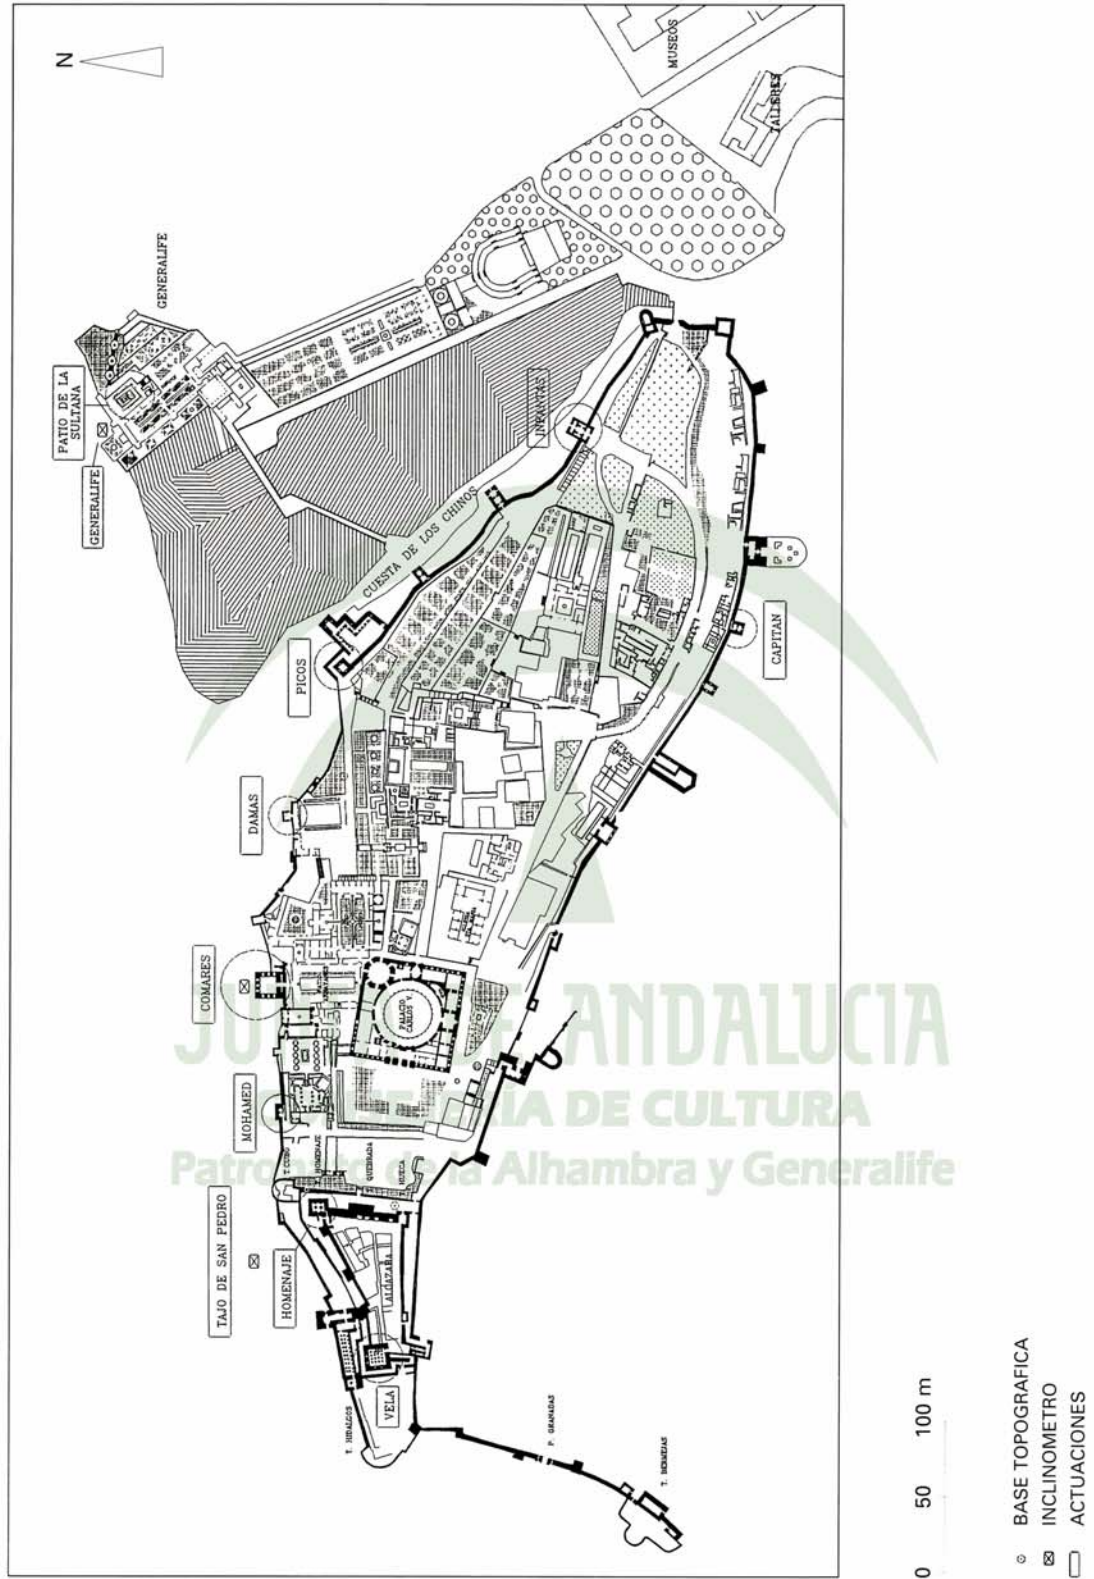 N
MUSEOS
TALLERES
GENERALIFE
PATIO DE LA
SULTANA
GENERALIFE
CUESTA DE LOS CHINOS
INFANTAS
PICOS
CAPITAN
DAMAS
COMARES
PALACIO
CARLOS V.
MOHAMED
T. CUBO
HOMENAJE
QUEBRADA
HUECA
TAJO DE SAN PEDRO
HOMENAJE
ALCAZABA
VELA
T. HIDALGOS
P. GRANADAS
T. BERMEJAS
JUNTA DE ANDALUCIA
CONSEJERÍA DE CULTURA
Patronato de la Alhambra y Generalife
0 50 100 m
BASE TOPOGRAFICA
INCLINOMETRO
ACTUACIONES